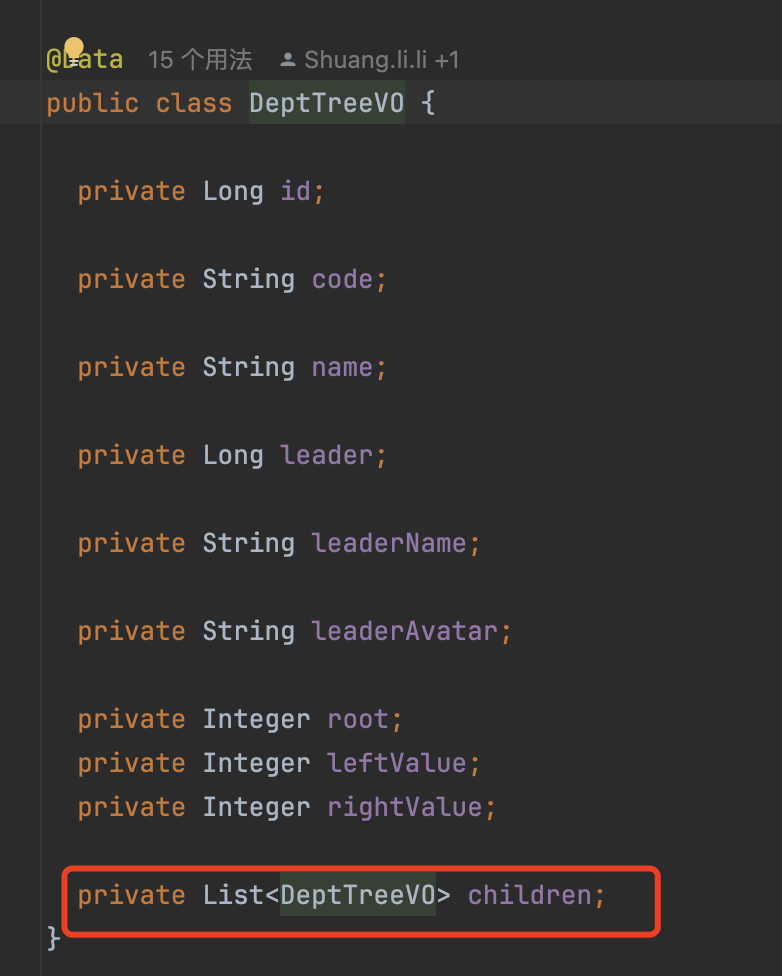 @Data 15 个用法 Shuang.li.li +1
public class DeptTreeVO {
private Long id;
private String code;
private String name;
private Long leader;
private String leaderName;
private String leaderAvatar;
private Integer root;
private Integer leftValue;
private Integer rightValue;
private List<DeptTreeVO> children;
}